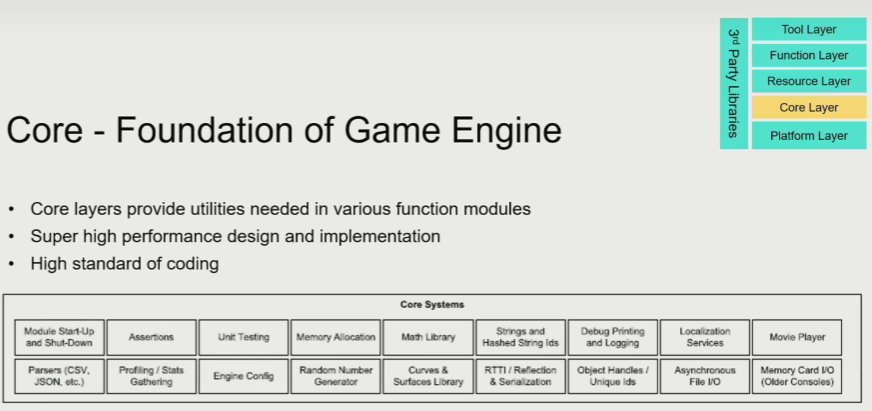 Tool Layer
Function Layer
Resource Layer
Core Layer
Platform Layer
3rd Party Libraries
Core - Foundation of Game Engine
• Core layers provide utilities needed in various function modules
• Super high performance design and implementation
• High standard of coding
Core Systems
Module Start-Up
and Shut-Down
Assertions
Unit Testing
Memory Allocation
Math Library
Strings and
Hashed String Ids
Debug Printing
and Logging
Localization
Services
Movie Player
Parsers (CSV,
JSON, etc.)
Profiling / Stats
Gathering
Engine Config
Random Number
Generator
Curves &
Surfaces Library
RTTI / Reflection
& Serialization
Object Handles /
Unique Ids
Asynchronous
File I/O
Memory Card I/O
(Older Consoles)